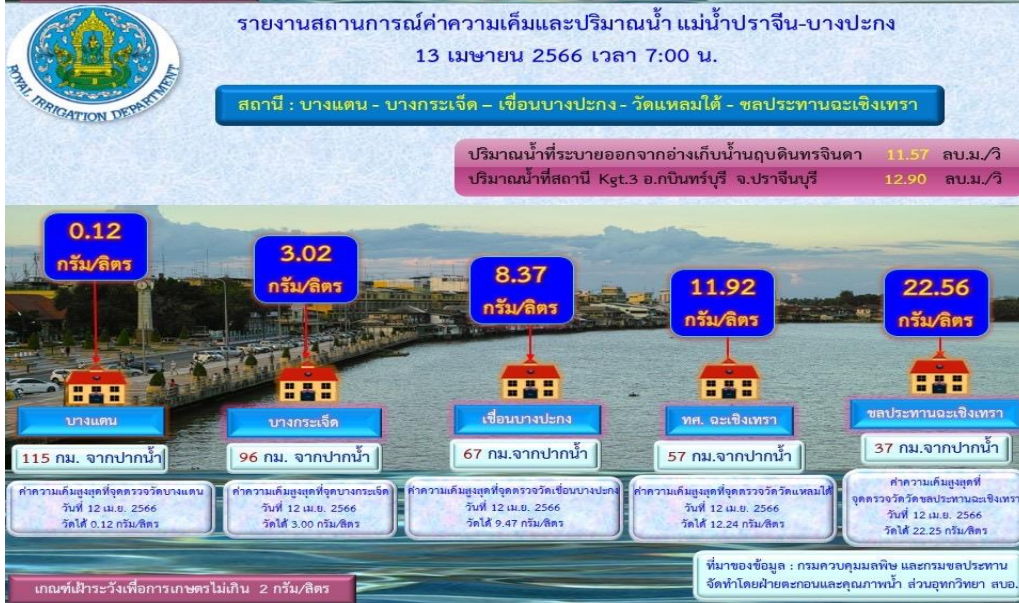 รายงานสถานการณ์ค่าความเค็มและปริมาณน้ำ แม่น้ำปราจีน-บางปะกง
13 เมษายน 2566 เวลา 7:00 น.
ROYAL IRRIGATION DEPARTMENT
สถานี : บางแตน - บางกระเจ็ด – เขื่อนบางปะกง - วัดแหลมใต้ - ชลประทานฉะเชิงเทรา
ปริมาณน้ำที่ระบายออกจากอ่างเก็บน้ำนฤบดินทรจินดา 11.57 ลบ.ม./วิ
ปริมาณน้ำที่สถานี Kgt.3 อ.กบินทร์บุรี จ.ปราจีนบุรี 12.90 ลบ.ม./วิ
0.12
กรัม/ลิตร
บางแตน
115 กม. จากปากน้ำ
ค่าความเค็มสูงสุดที่จุดตรวจวัดบางแตน
วันที่ 12 เม.ย. 2566
วัดได้ 0.12 กรัม/ลิตร
3.02
กรัม/ลิตร
บางกระเจ็ด
96 กม. จากปากน้ำ
ค่าความเค็มสูงสุดที่จุดบางกระเจ็ด
วันที่ 12 เม.ย. 2566
วัดได้ 3.00 กรัม/ลิตร
8.37
กรัม/ลิตร
เขื่อนบางปะกง
67 กม.จากปากน้ำ
ค่าความเค็มสูงสุดที่จุดตรวจวัดเขื่อนบางปะกง
วันที่ 12 เม.ย. 2566
วัดได้ 9.47 กรัม/ลิตร
11.92
กรัม/ลิตร
ทศ. ฉะเชิงเทรา
57 กม.จากปากน้ำ
ค่าความเค็มสูงสุดที่จุดตรวจวัดวัดแหลมใต้
วันที่ 12 เม.ย. 2566
วัดได้ 12.24 กรัม/ลิตร
22.56
กรัม/ลิตร
ชลประทานฉะเชิงเทรา
37 กม.จากปากน้ำ
ค่าความเค็มสูงสุดที่
จุดตรวจวัดวัดชลประทานฉะเชิงเทรา
วันที่ 12 เม.ย. 2566
วัดได้ 22.25 กรัม/ลิตร
เกณฑ์เฝ้าระวังเพื่อการเกษตรไม่เกิน 2 กรัม/ลิตร
ที่มาของข้อมูล : กรมควบคุมมลพิษ และกรมชลประทาน
จัดทำโดยฝ่ายตะกอนและคุณภาพน้ำ ส่วนอุทกวิทยา สบอ.